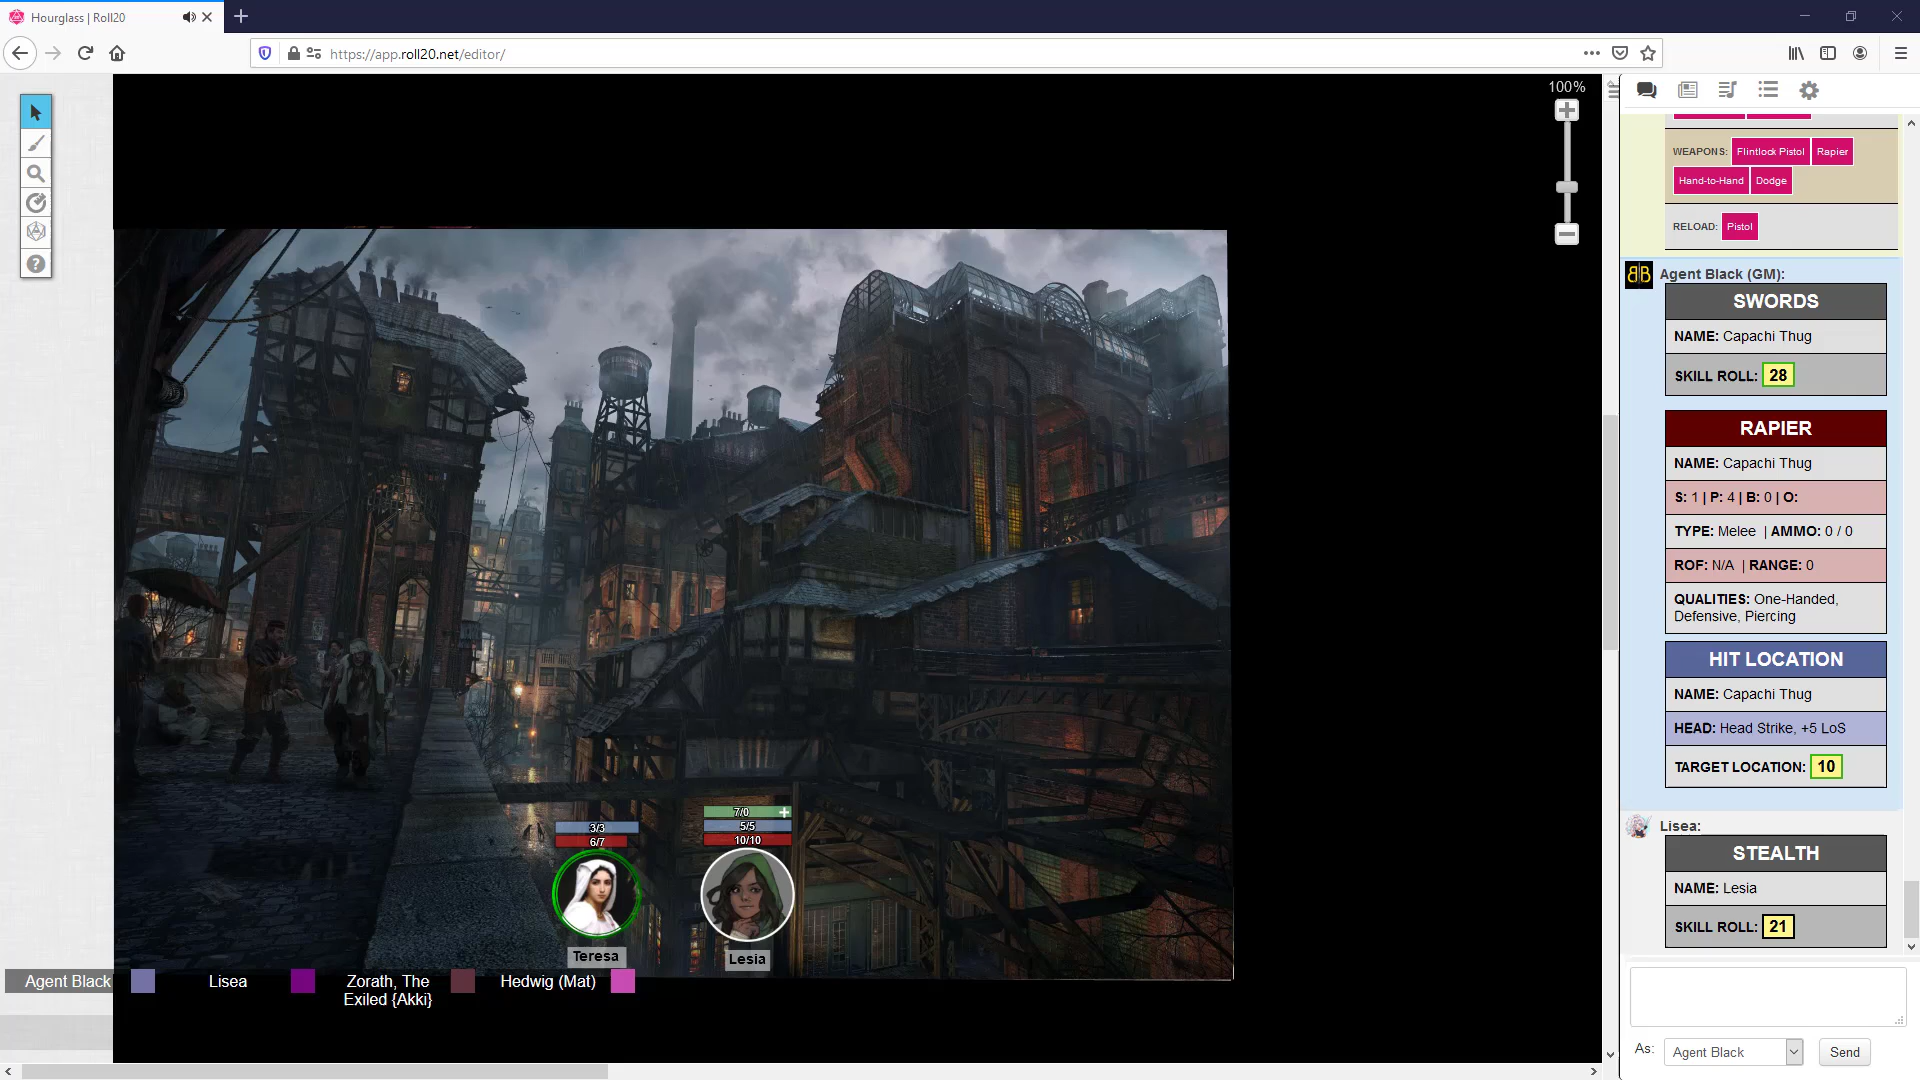 Hourglass | Roll20
https://app.roll20.net/editor/
100%
WEAPONS: Flintlock Pistol Rapier
Hand-to-Hand Dodge
RELOAD: Pistol
Agent Black (GM):
SWORDS
NAME: Capachi Thug
SKILL ROLL: 28
RAPIER
NAME: Capachi Thug
S: 1 | P: 4 | B: 0 | O:
TYPE: Melee | AMMO: 0 / 0
ROF: N/A | RANGE: 0
QUALITIES: One-Handed,
Defensive, Piercing
HIT LOCATION
NAME: Capachi Thug
HEAD: Head Strike, +5 LoS
TARGET LOCATION: 10
Lisea:
STEALTH
NAME: Lesia
SKILL ROLL: 21
3/3
6/7
7/0
5/5
10/10
Teresa
Lesia
Agent Black
Lisea
Zorath, The
Exiled {Akki}
Hedwig (Mat)
As: Agent Black Send